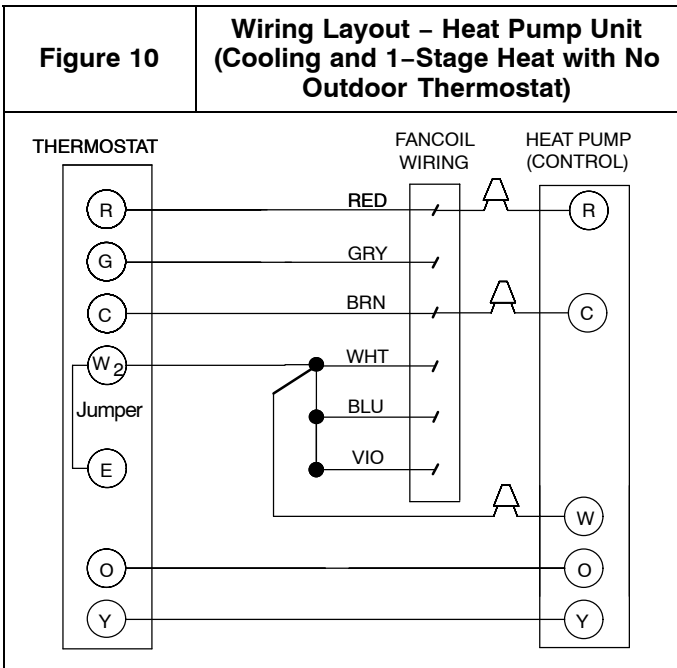 Figure 10
Wiring Layout – Heat Pump Unit
(Cooling and 1–Stage Heat with No
Outdoor Thermostat)
THERMOSTAT
FANCOIL
WIRING
HEAT PUMP
(CONTROL)
R
RED
R
G
GRY
C
BRN
C
W2
WHT
Jumper
BLU
E
VIO
W
O
O
Y
Y